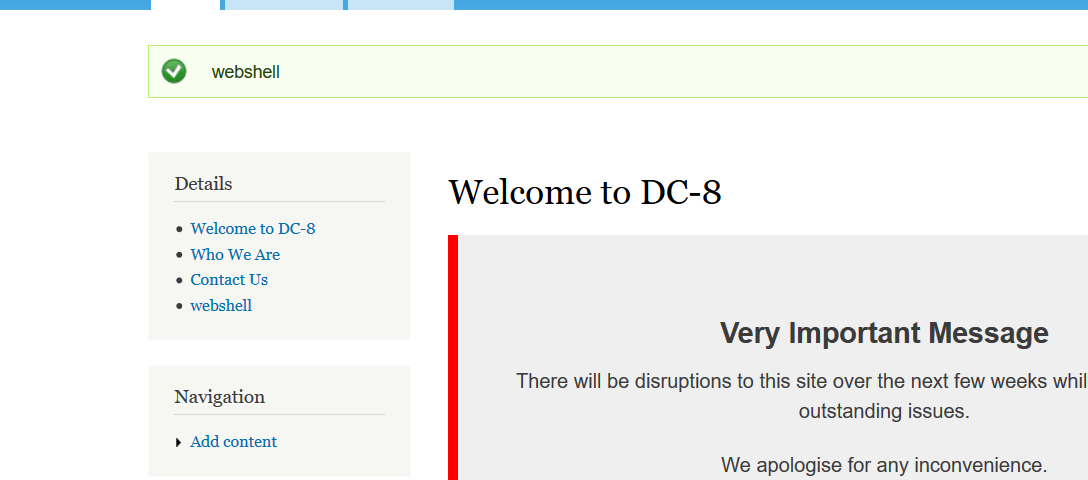 webshell
Details
Welcome to DC-8
Who We Are
Contact Us
webshell
Navigation
Add content
Welcome to DC-8
Very Important Message
There will be disruptions to this site over the next few weeks
outstanding issues.
We apologise for any inconvenience.